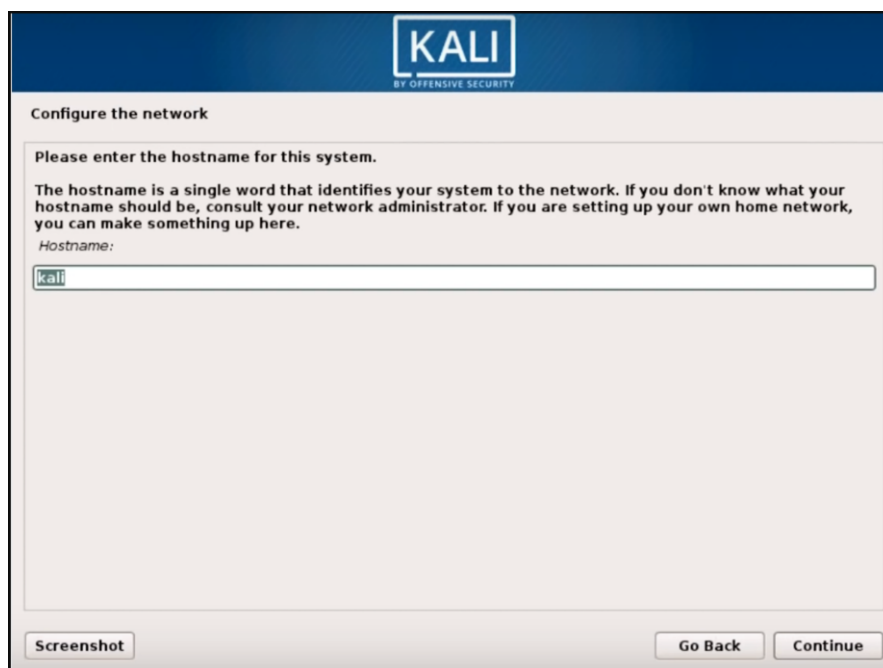 KALI
BY OFFENSIVE SECURITY
Configure the network
Please enter the hostname for this system.
The hostname is a single word that identifies your system to the network. If you don't know what your
hostname should be, consult your network administrator. If you are setting up your own home network,
you can make something up here.
Hostname:
kali
Screenshot
Go Back
Continue